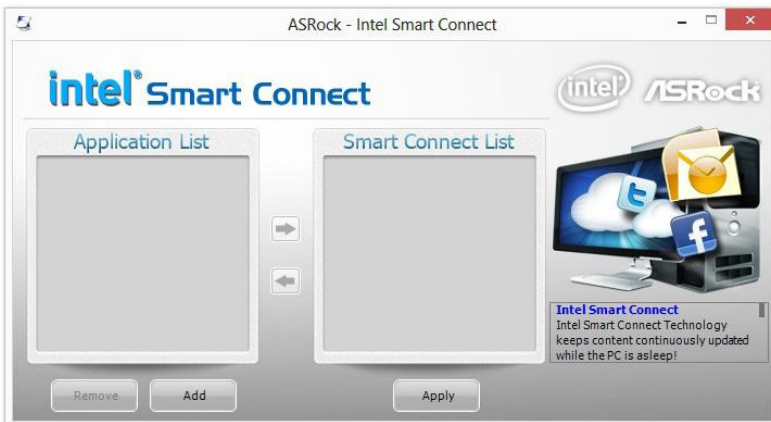 ASRock - Intel Smart Connect
intel® Smart Connect
intel® ASRock
Application List
Smart Connect List
Intel Smart Connect
Intel Smart Connect Technology
keeps content continuously updated
while the PC is asleep!
Remove
Add
Apply